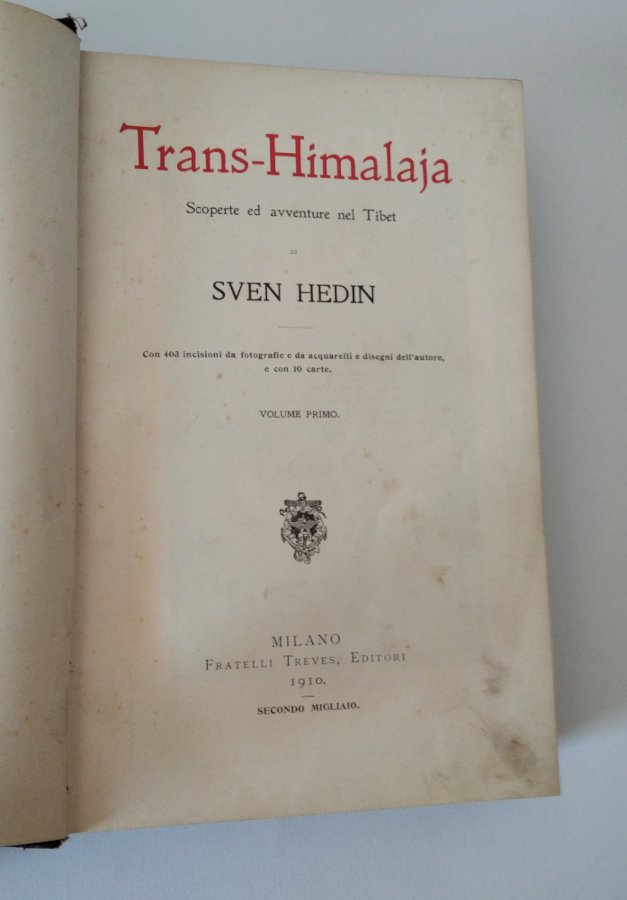 Trans-Himalaja
Scoperte ed avventure nel Tibet
DI
SVEN HEDIN
Con 403 incisioni da fotografie e da acquarelli e disegni dell'autore,
e con 10 carte.
VOLUME PRIMO.
MILANO
FRATELLI TREVES, EDITORI
1910.
SECONDO MIGLIAIO.